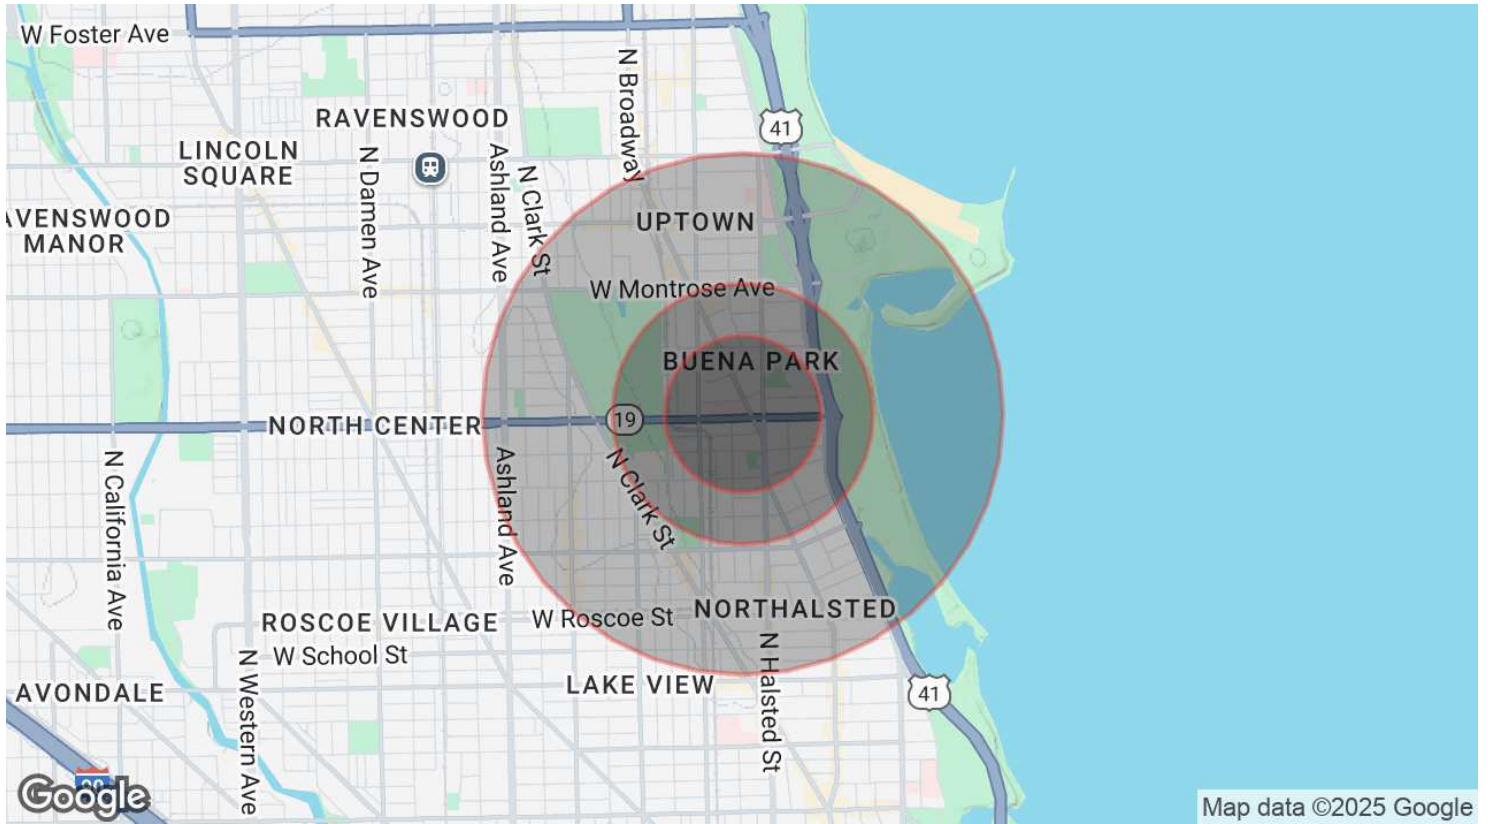 W Foster Ave
N Broadway
RAVENSWOOD
41
LINCOLN
SQUARE
N Damen Ave
Ashland Ave
N Clark St
AVENSWOOD
MANOR
UPTOWN
W Montrose Ave
BUENA PARK
19
NORTH CENTER
N California Ave
Ashland Ave
N Clark St
ROSCOE VILLAGE
W Roscoe St
NORTHALSTED
W School St
N Western Ave
N Halsted St
AVONDALE
LAKE VIEW
41
Google
Map data ©2025 Google